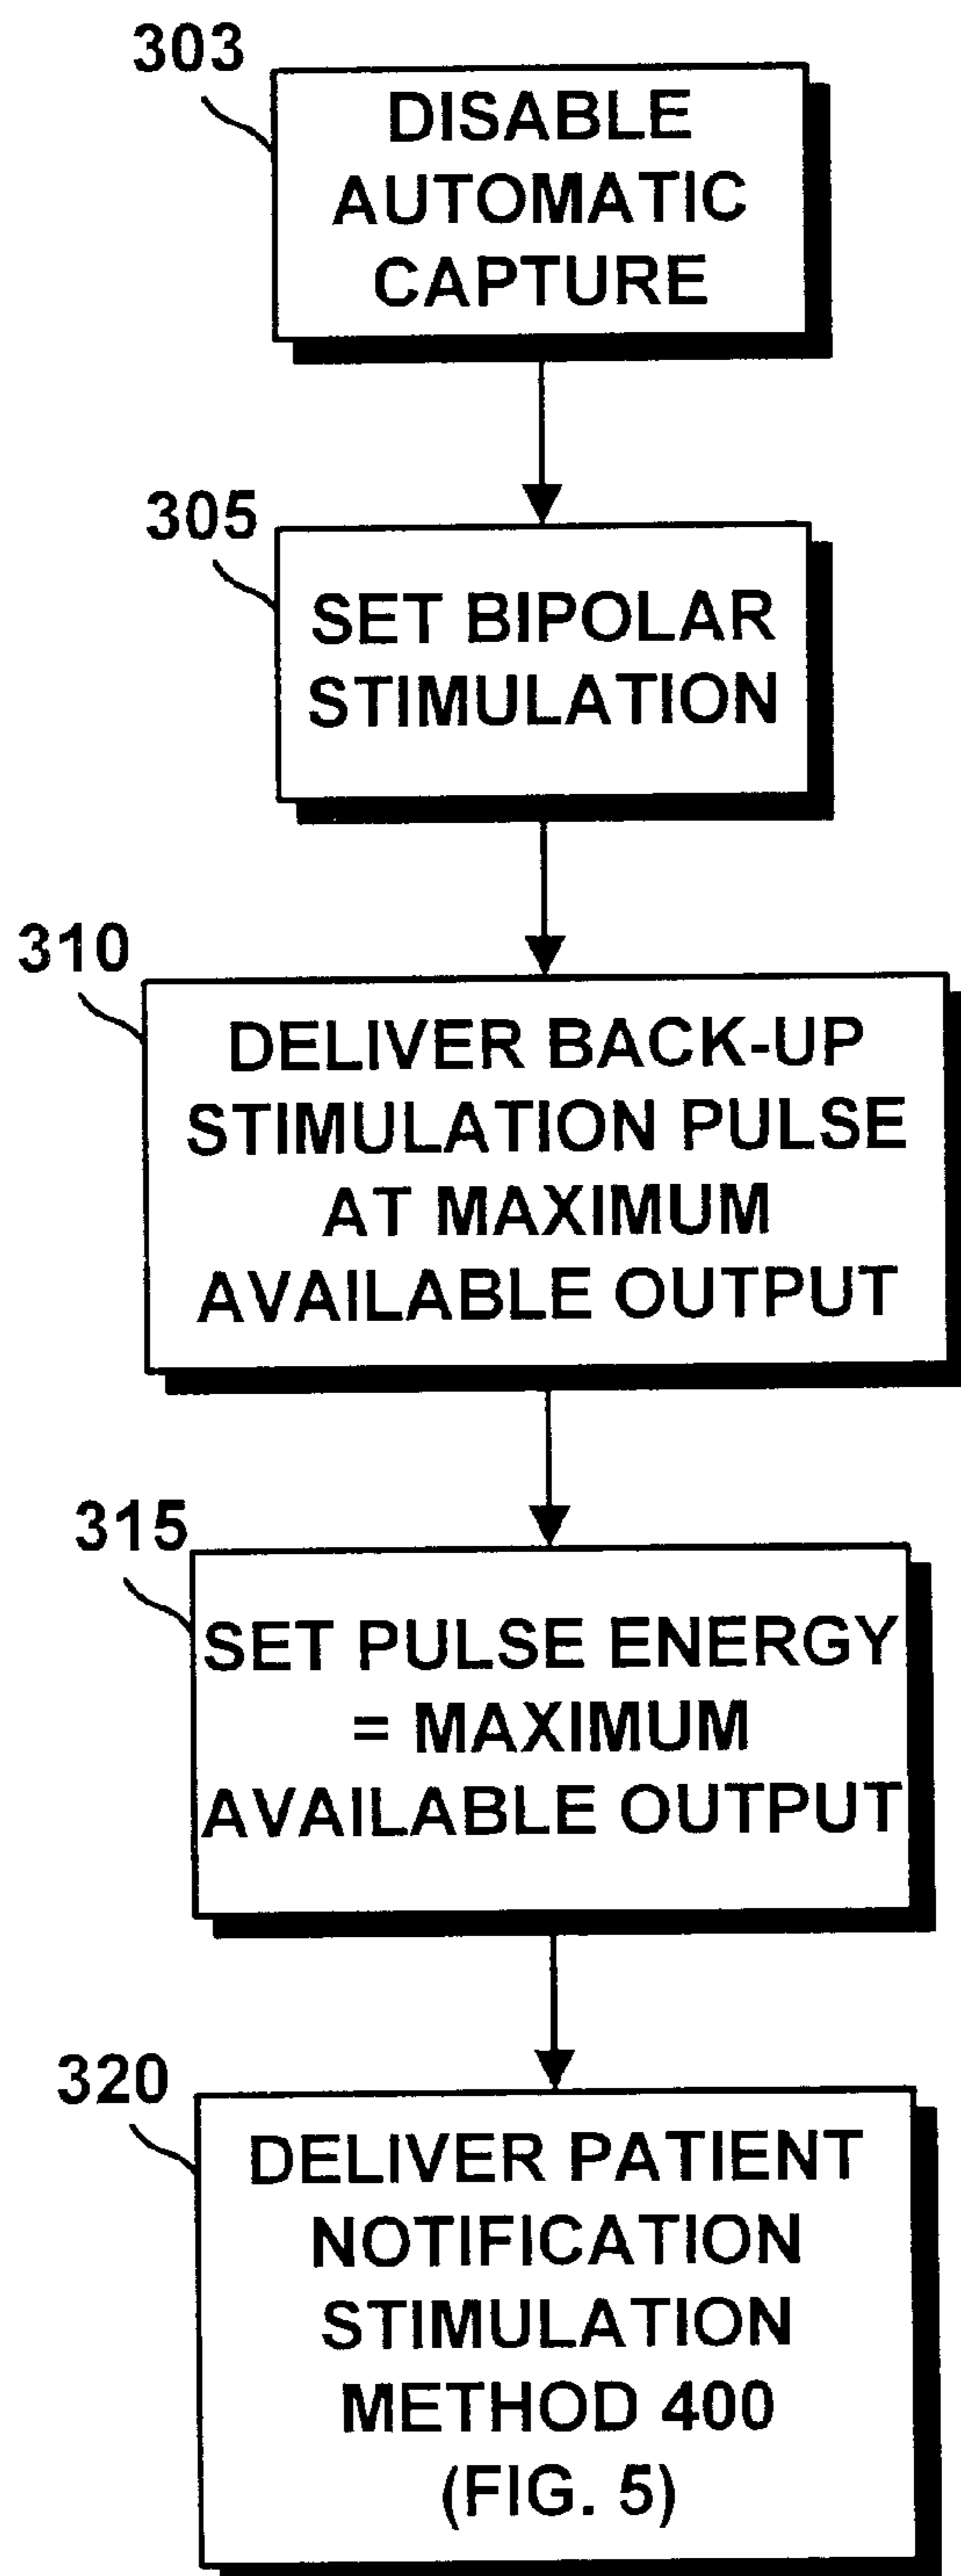 303
DISABLE
AUTOMATIC
CAPTURE
305
SET BIPOLAR
STIMULATION
310
DELIVER BACK-UP
STIMULATION PULSE
AT MAXIMUM
AVAILABLE OUTPUT
315
SET PULSE ENERGY
= MAXIMUM
AVAILABLE OUTPUT
320
DELIVER PATIENT
NOTIFICATION
STIMULATION
METHOD 400
(FIG. 5)